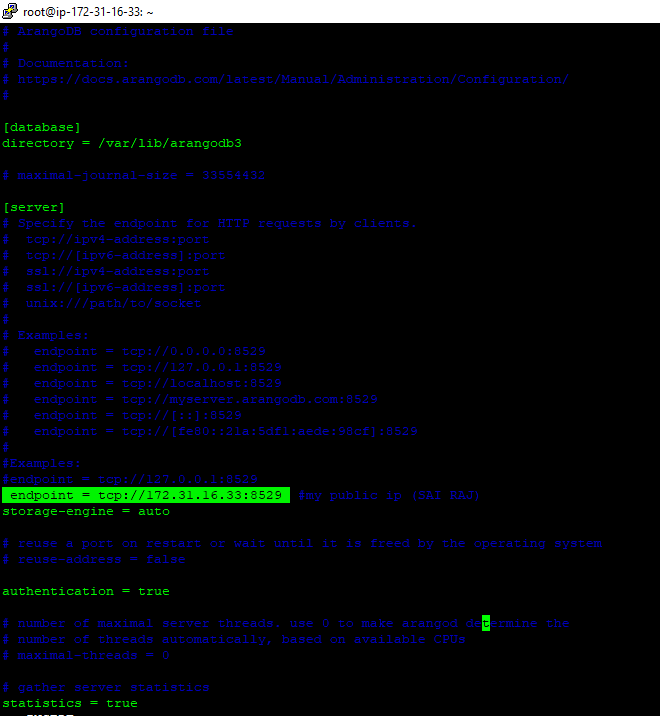 root@ip-172-31-16-33: ~
# ArangoDB configuration file
#
# Documentation:
# https://docs.arangodb.com/latest/Manual/Administration/Configuration/
#
[database]
directory = /var/lib/arangodb3
# maximal-journal-size = 33554432
[server]
# Specify the endpoint for HTTP requests by clients.
#  tcp://ipv4-address:port
#  tcp://[ipv6-address]:port
#  ssl://ipv4-address:port
#  ssl://[ipv6-address]:port
#  unix:///path/to/socket
#
# Examples:
#   endpoint = tcp://0.0.0.0:8529
#   endpoint = tcp://127.0.0.1:8529
#   endpoint = tcp://localhost:8529
#   endpoint = tcp://myserver.arangodb.com:8529
#   endpoint = tcp://[::]:8529
#   endpoint = tcp://[fe80::21a:5df1:aede:98cf]:8529
#
#Examples:
#endpoint = tcp://127.0.0.1:8529
endpoint = tcp://172.31.16.33:8529  #my public ip (SAI RAJ)
storage-engine = auto
# reuse a port on restart or wait until it is freed by the operating system
# reuse-address = false
authentication = true
# number of maximal server threads. use 0 to make arangod determine the
# number of threads automatically, based on available CPUs
# maximal-threads = 0
# gather server statistics
statistics = true